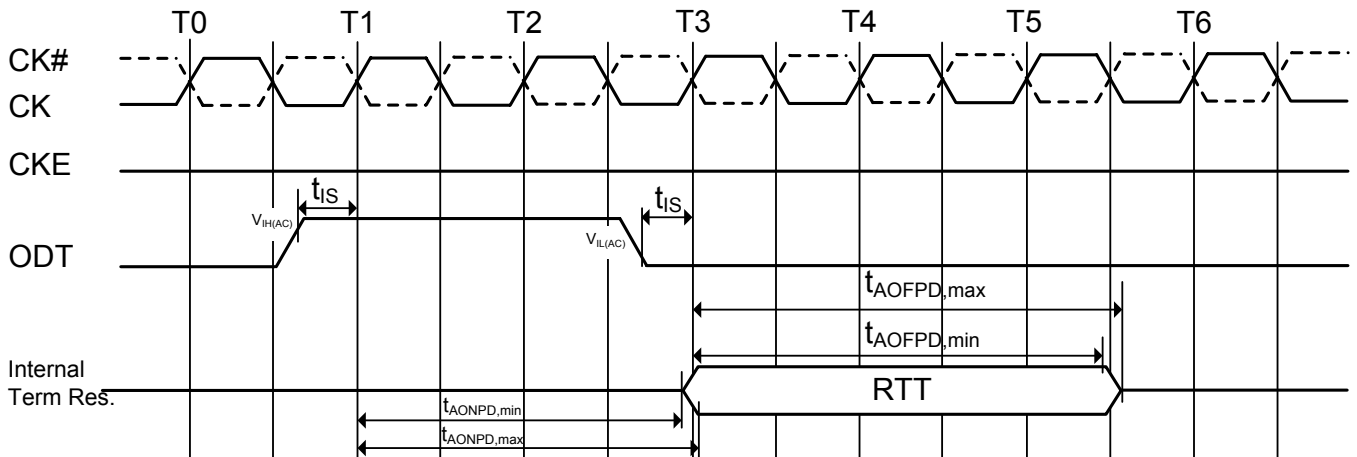 T0 T1 T2 T3 T4 T5 T6
CK#
CK
CKE
tIS
tIS
VIH(AC)
VIL(AC)
ODT
tAOFPD,max
tAOFPD,min
Internal
Term Res.
RTT
tAONPD,min
tAONPD,max